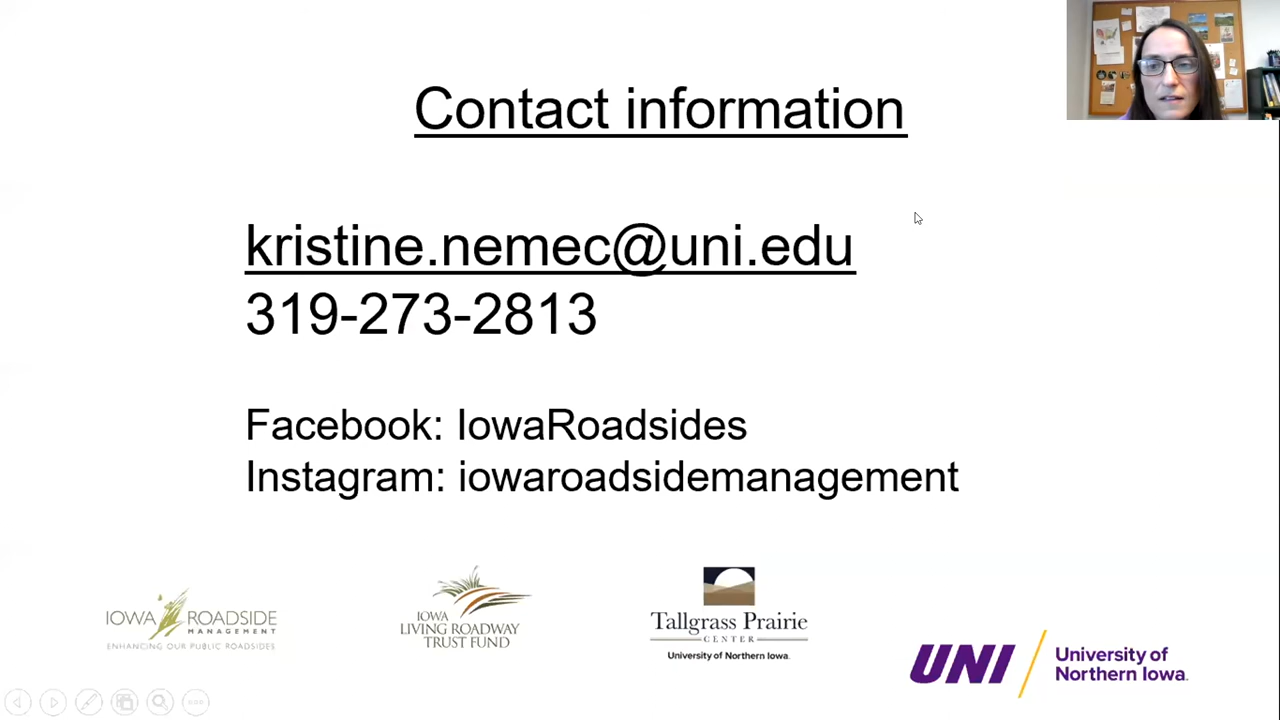 Contact information
kristine.nemec@uni.edu
319-273-2813
Facebook: IowaRoadsides
Instagram: iowaroadsidemanagement
IOWA ROADSIDE
MANAGEMENT
ENHANCING OUR PUBLIC ROADSIDES
IOWA
LIVING ROADWAY
TRUST FUND
Tallgrass Prairie
CENTER
University of Northern Iowa.
UNI
University of
Northern Iowa.